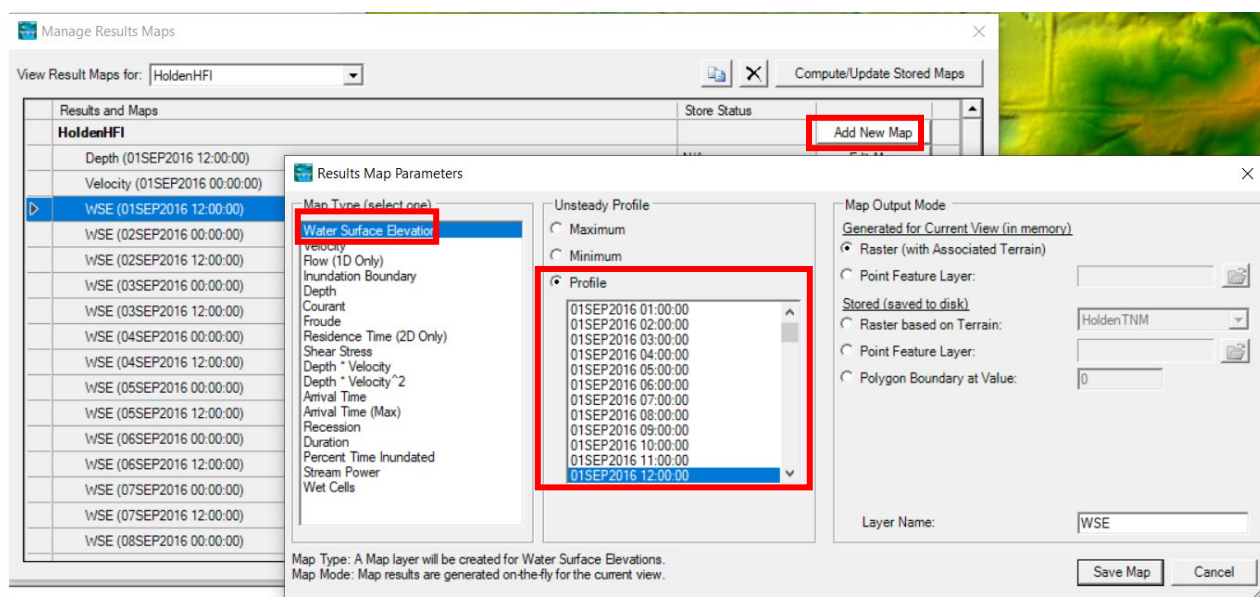 Manage Results Maps
View Result Maps for: HoldenHFI
Compute/Update Stored Maps
Results and Maps
Store Status
HoldenHFI
Add New Map
Depth (01SEP2016 12:00:00)
Velocity (01SEP2016 00:00:00)
WSE (01SEP2016 12:00:00)
WSE (02SEP2016 00:00:00)
WSE (02SEP2016 12:00:00)
WSE (03SEP2016 00:00:00)
WSE (03SEP2016 12:00:00)
WSE (04SEP2016 00:00:00)
WSE (04SEP2016 12:00:00)
WSE (05SEP2016 00:00:00)
WSE (05SEP2016 12:00:00)
WSE (06SEP2016 00:00:00)
WSE (06SEP2016 12:00:00)
WSE (07SEP2016 00:00:00)
WSE (07SEP2016 12:00:00)
WSE (08SEP2016 00:00:00)
Results Map Parameters
Map Type (select one)
Water Surface Elevation
Velocity
Flow (1D Only)
Inundation Boundary
Depth
Courant
Froude
Residence Time (2D Only)
Shear Stress
Depth * Velocity
Depth * Velocity^2
Arrival Time
Arrival Time (Max)
Recession
Duration
Percent Time Inundated
Stream Power
Wet Cells
Unsteady Profile
Maximum
Minimum
Profile
01SEP2016 01:00:00
01SEP2016 02:00:00
01SEP2016 03:00:00
01SEP2016 04:00:00
01SEP2016 05:00:00
01SEP2016 06:00:00
01SEP2016 07:00:00
01SEP2016 08:00:00
01SEP2016 09:00:00
01SEP2016 10:00:00
01SEP2016 11:00:00
01SEP2016 12:00:00
Map Output Mode
Generated for Current View (in memory)
Raster (with Associated Terrain)
Point Feature Layer:
Stored (saved to disk)
Raster based on Terrain: HoldenTNM
Point Feature Layer:
Polygon Boundary at Value: 0
Layer Name: WSE
Map Type: A Map layer will be created for Water Surface Elevations.
Map Mode: Map results are generated on-the-fly for the current view.
Save Map
Cancel